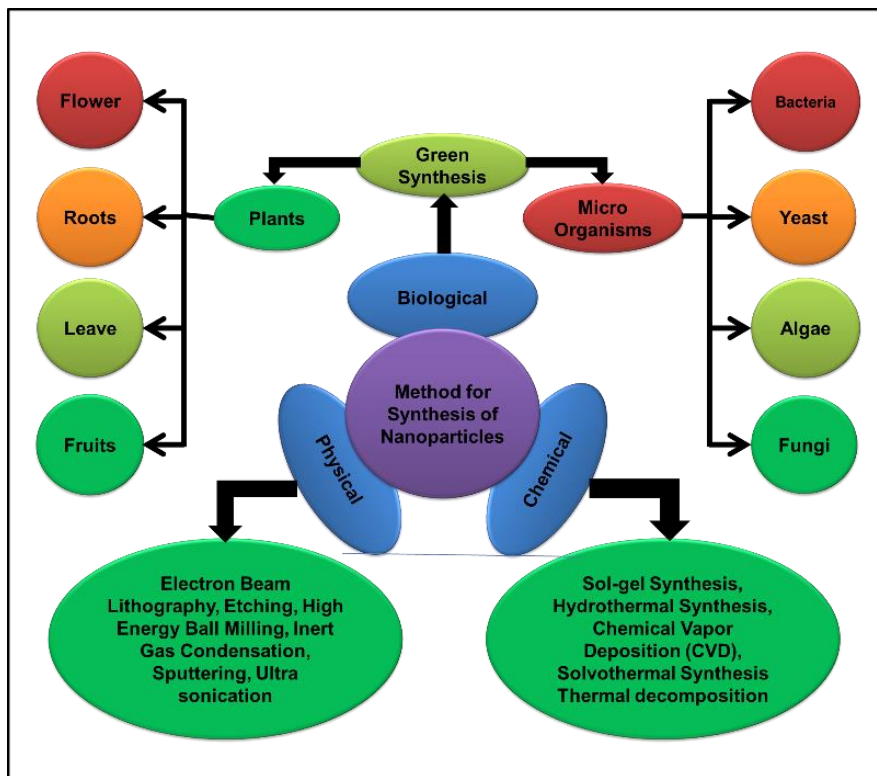 Flower
Bacteria
Green
Synthesis
Roots
Plants
Micro
Organisms
Yeast
Biological
Leave
Algae
Method for
Synthesis of
Nanoparticles
Fruits
Physical
Chemical
Fungi
Electron Beam
Lithography, Etching, High
Energy Ball Milling, Inert
Gas Condensation,
Sputtering, Ultra
sonication
Sol-gel Synthesis,
Hydrothermal Synthesis,
Chemical Vapor
Deposition (CVD),
Solvothermal Synthesis
Thermal decomposition